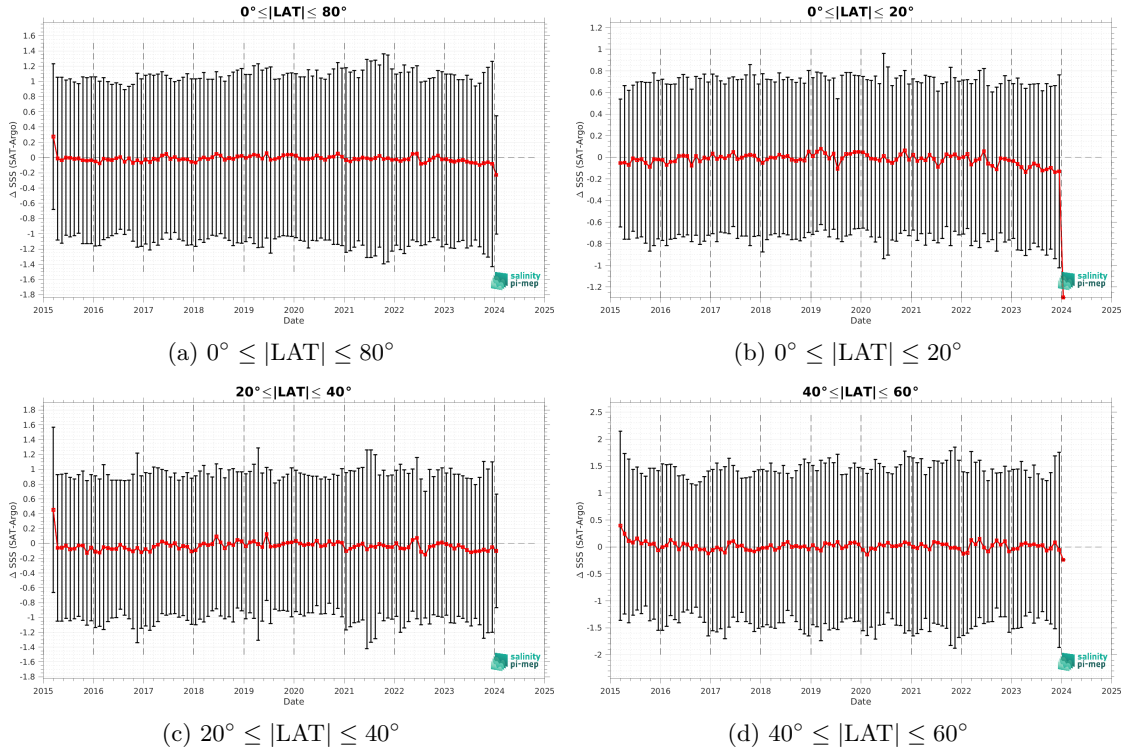 0°≤|LAT|≤ 80°
Δ SSS (SAT-Argo)
1.8
1.6
1.4
1.2
1
0.8
0.6
0.4
0.2
0
-0.2
-0.4
-0.6
-0.8
-1
-1.2
-1.4
-1.6
-1.8
2015 2016 2017 2018 2019 2020 2021 2022 2023 2024 2025
Date
salinity
pi-mep
(a) 0° ≤ |LAT| ≤ 80°
0°≤|LAT|≤ 20°
Δ SSS (SAT-Argo)
1.2
1
0.8
0.6
0.4
0.2
0
-0.2
-0.4
-0.6
-0.8
-1
-1.2
2015 2016 2017 2018 2019 2020 2021 2022 2023 2024 2025
Date
salinity
pi-mep
(b) 0° ≤ |LAT| ≤ 20°
20°≤|LAT|≤ 40°
Δ SSS (SAT-Argo)
1.8
1.6
1.4
1.2
1
0.8
0.6
0.4
0.2
0
-0.2
-0.4
-0.6
-0.8
-1
-1.2
-1.4
-1.6
-1.8
2015 2016 2017 2018 2019 2020 2021 2022 2023 2024 2025
Date
salinity
pi-mep
(c) 20° ≤ |LAT| ≤ 40°
40°≤|LAT|≤ 60°
Δ SSS (SAT-Argo)
2.5
2
1.5
1
0.5
0
-0.5
-1
-1.5
-2
2015 2016 2017 2018 2019 2020 2021 2022 2023 2024 2025
Date
salinity
pi-mep
(d) 40° ≤ |LAT| ≤ 60°